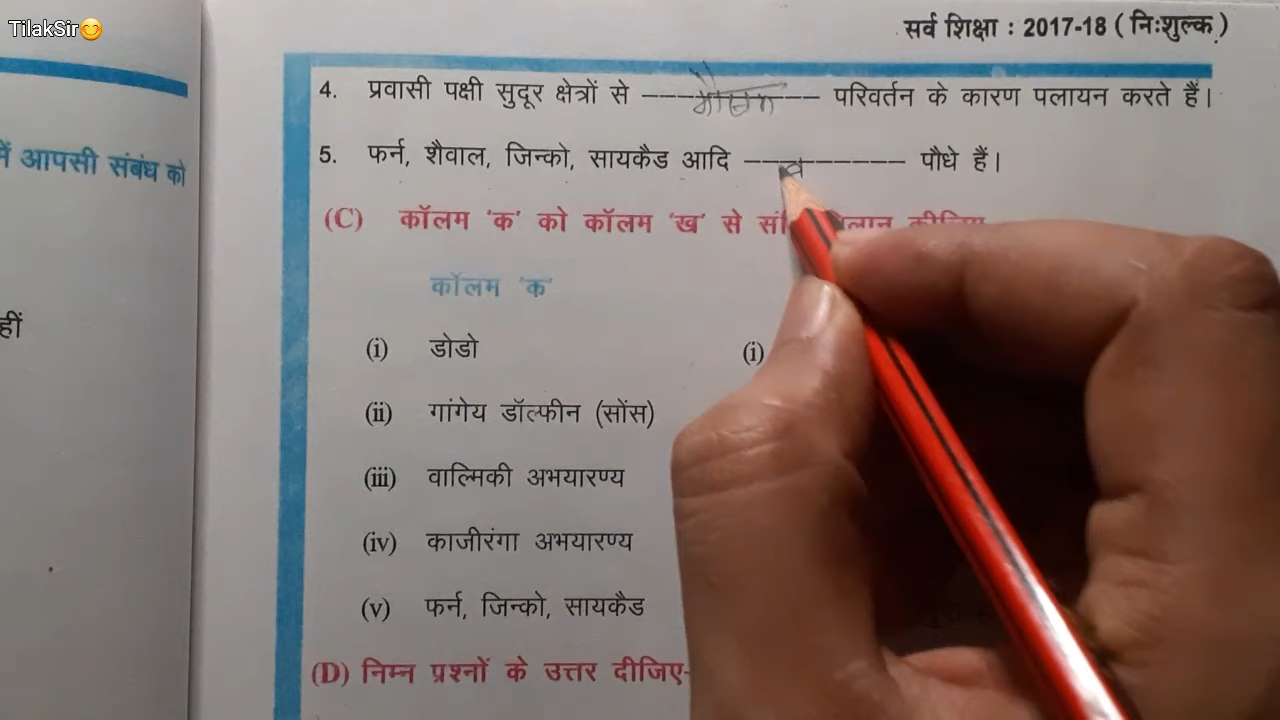 TilakSir😊
सर्व शिक्षा : 2017-18 ( निःशुल्क )
4. प्रवासी पक्षी सुदूर क्षेत्रों से ---मौसम--- परिवर्तन के कारण पलायन करते हैं।
में आपसी संबंध को
5. फर्न, शैवाल, जिन्को, सायकैड आदि --------- पौधे हैं।
(C) कॉलम 'क' को कॉलम 'ख' से
कॉलम 'क'
हीं
(i) डोडो (i)
(ii) गांगेय डॉल्फीन (सोंस)
(iii) वाल्मिकी अभयारण्य
(iv) काजीरंगा अभयारण्य
(v) फर्न, जिन्को, सायकैड
(D) निम्न प्रश्नों के उत्तर दीजिए-